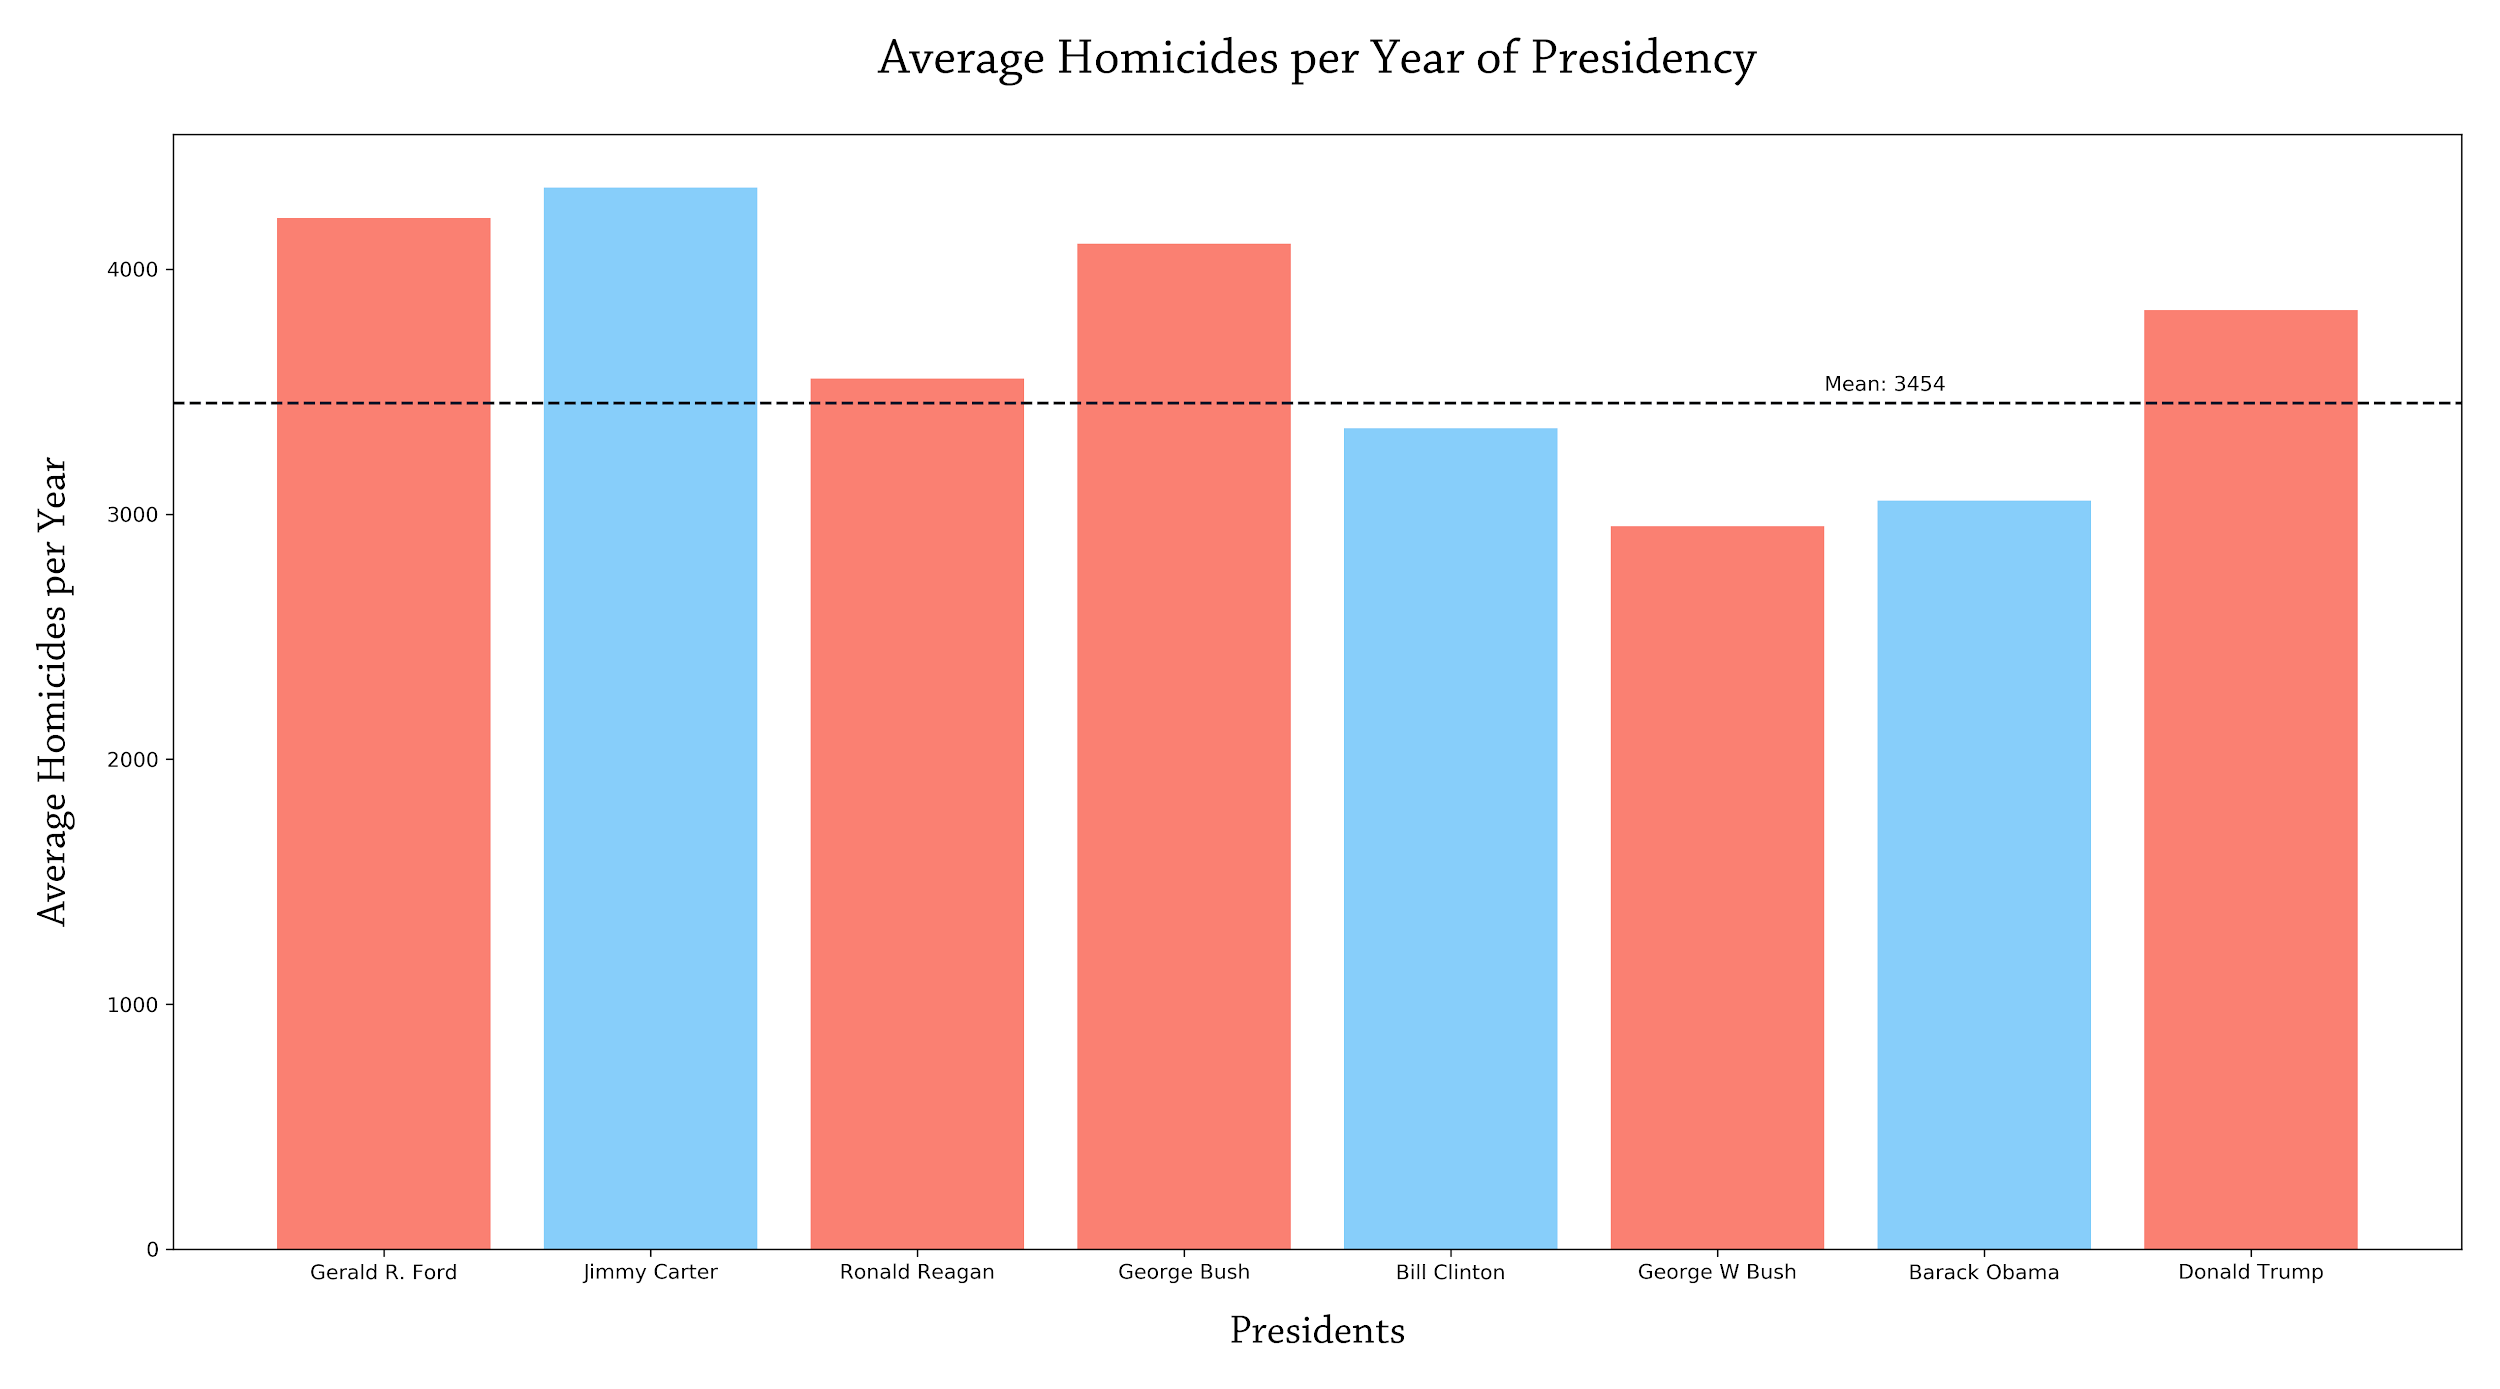 Average Homicides per Year of Presidency
Average Homicides per Year
4000
3000
2000
1000
0
Mean: 3454
Gerald R. Ford
Jimmy Carter
Ronald Reagan
George Bush
Bill Clinton
George W Bush
Barack Obama
Donald Trump
Presidents